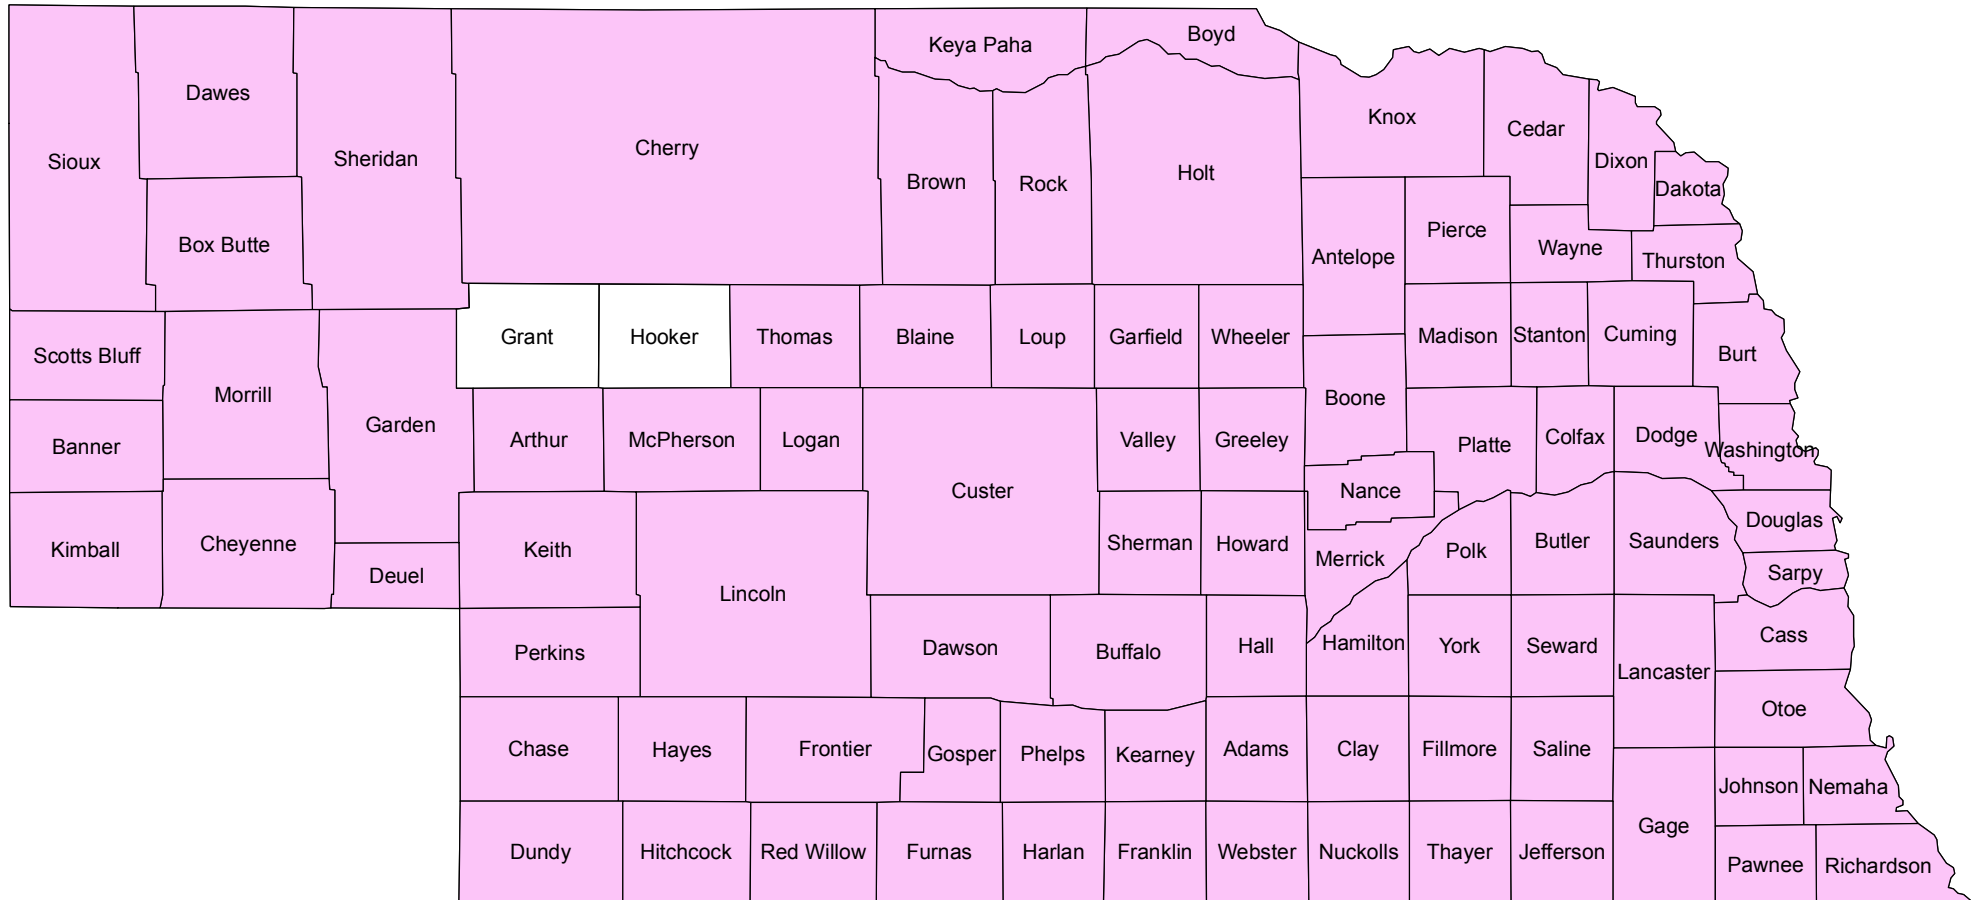 Keya Paha
Boyd
Dawes
Knox
Cedar
Sioux
Sheridan
Cherry
Brown
Rock
Holt
Dixon
Dakota
Box Butte
Antelope
Pierce
Wayne
Thurston
Scotts Bluff
Grant
Hooker
Thomas
Blaine
Loup
Garfield
Wheeler
Madison
Stanton
Cuming
Burt
Morrill
Garden
Boone
Banner
Arthur
McPherson
Logan
Valley
Greeley
Platte
Colfax
Dodge
Washington
Custer
Nance
Kimball
Cheyenne
Deuel
Keith
Lincoln
Sherman
Howard
Merrick
Polk
Butler
Saunders
Douglas
Sarpy
Perkins
Dawson
Buffalo
Hall
Hamilton
York
Seward
Lancaster
Cass
Otoe
Chase
Hayes
Frontier
Gosper
Phelps
Kearney
Adams
Clay
Fillmore
Saline
Johnson
Nemaha
Dundy
Hitchcock
Red Willow
Furnas
Harlan
Franklin
Webster
Nuckolls
Thayer
Jefferson
Gage
Pawnee
Richardson